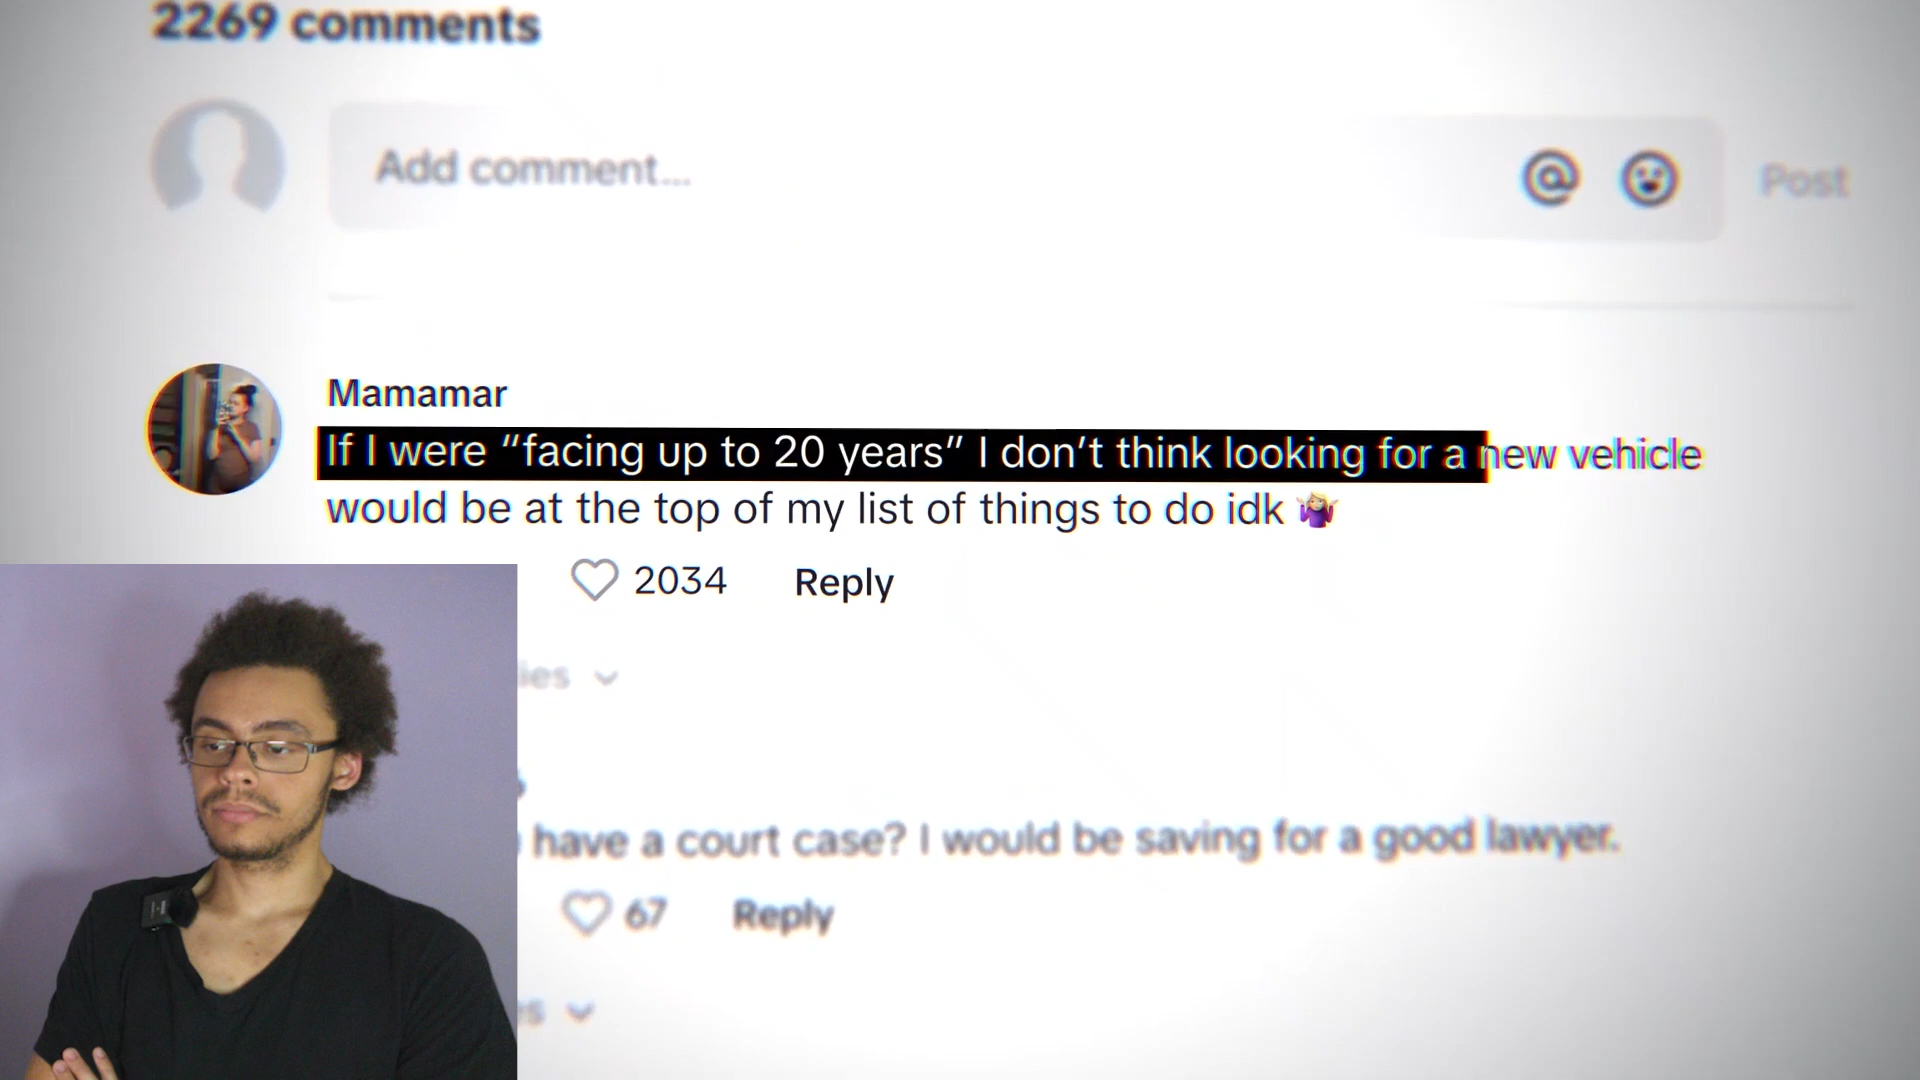 2269 comments
Add comment...
Post
Mamamar
If I were “facing up to 20 years” I don’t think looking for a new vehicle
would be at the top of my list of things to do idk 🤷🏼‍♀️
2034 Reply
ies
have a court case? I would be saving for a good lawyer.
67 Reply
es